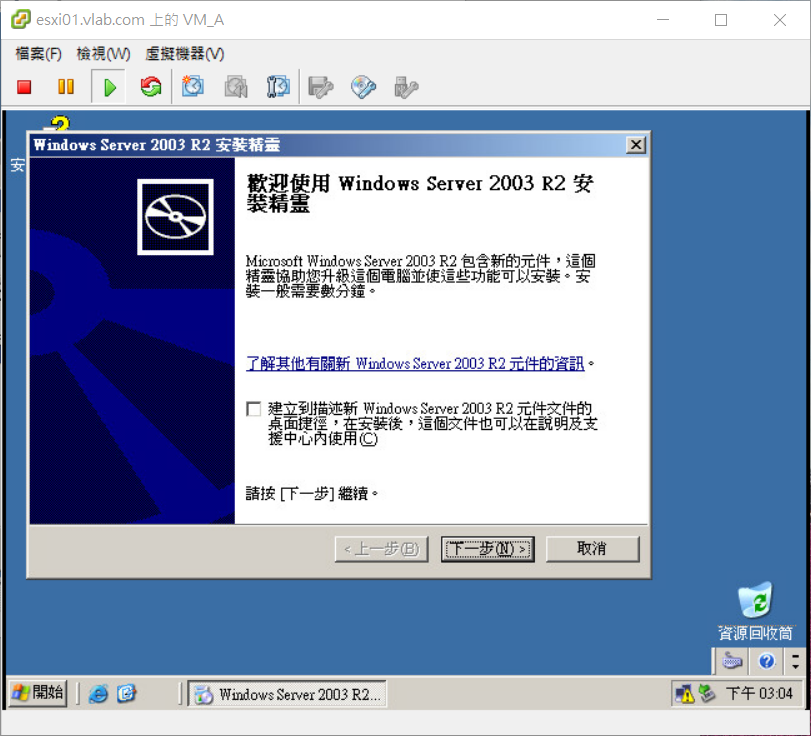 esxi01.vlab.com 上的 VM_A
檔案(F) 檢視(W) 虛擬機器(V)
安
Windows Server 2003 R2 安裝精靈
歡迎使用 Windows Server 2003 R2 安
裝精靈
Microsoft Windows Server 2003 R2 包含新的元件，這個
精靈協助您升級這個電腦並使這些功能可以安裝。安
裝一般需要數分鐘。
了解其他有關新 Windows Server 2003 R2 元件的資訊。
建立到描述新 Windows Server 2003 R2 元件文件的
桌面捷徑，在安裝後，這個文件也可以在說明及支
援中心內使用(C)
請按 [下一步] 繼續。
< 上一步(B) 下一步(N) > 取消
資源回收筒
開始 Windows Server 2003 R2... 下午 03:04